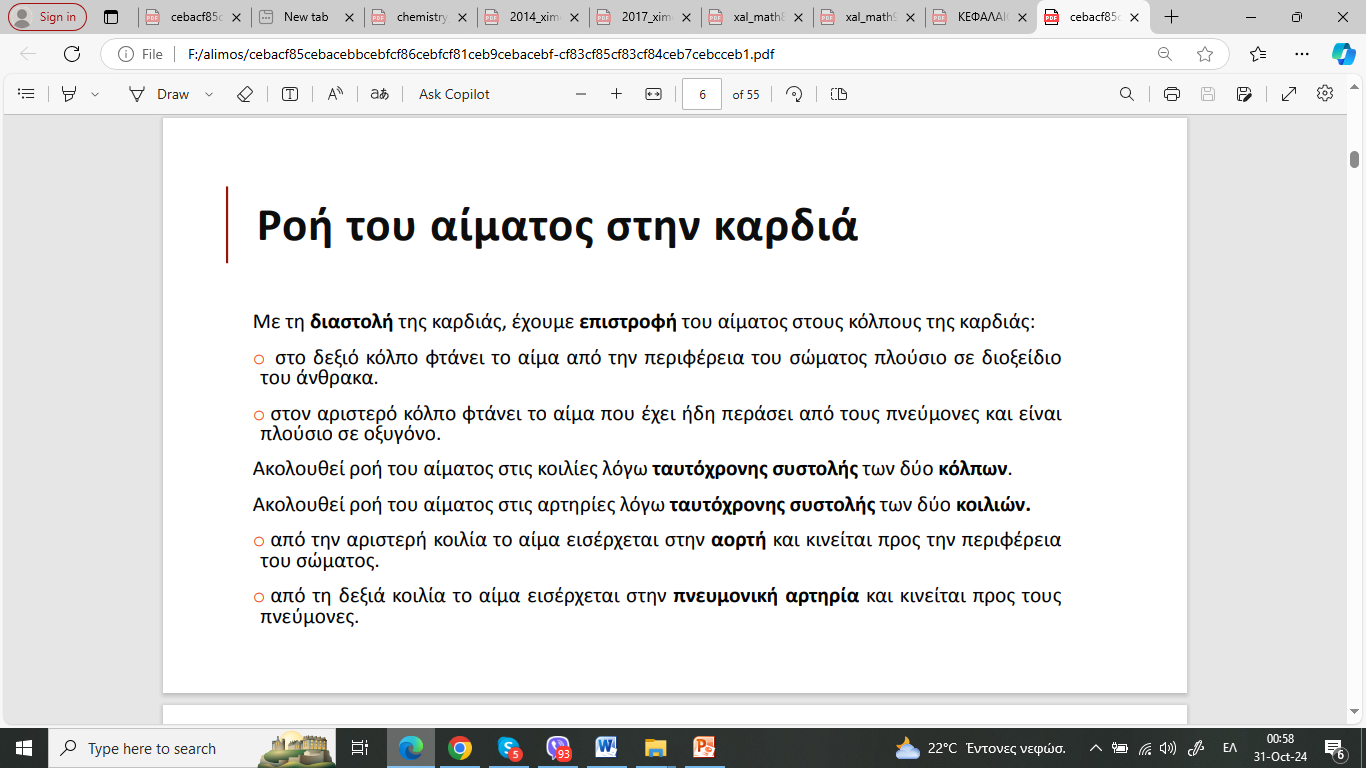 Sign in
cebacf85c
New tab
chemistry
2014_xim
2017_xim
xal_math
xal_math
ΚΕΦΑΛΑΙ
cebacf85c
File
F:/alimos/cebacf85cebacebbcebfcf86cebfcf81ceb9cebacebf-cf83cf85cf83cf84ceb7cebcceb1.pdf
Draw
aあ
Ask Copilot
6
of 55
Ροή του αίματος στην καρδιά
Με τη διαστολή της καρδιάς, έχουμε επιστροφή του αίματος στους κόλπους της καρδιάς:
στο δεξιό κόλπο φτάνει το αίμα από την περιφέρεια του σώματος πλούσιο σε διοξείδιο
του άνθρακα.
στον αριστερό κόλπο φτάνει το αίμα που έχει ήδη περάσει από τους πνεύμονες και είναι
πλούσιο σε οξυγόνο.
Ακολουθεί ροή του αίματος στις κοιλίες λόγω ταυτόχρονης συστολής των δύο κόλπων.
Ακολουθεί ροή του αίματος στις αρτηρίες λόγω ταυτόχρονης συστολής των δύο κοιλιών.
από την αριστερή κοιλία το αίμα εισέρχεται στην αορτή και κινείται προς την περιφέρεια
του σώματος.
από τη δεξιά κοιλία το αίμα εισέρχεται στην πνευμονική αρτηρία και κινείται προς τους
πνεύμονες.
Type here to search
5
93
22°C Έντονες νεφώσ.
ΕΛ
00:58
31-Oct-24
6